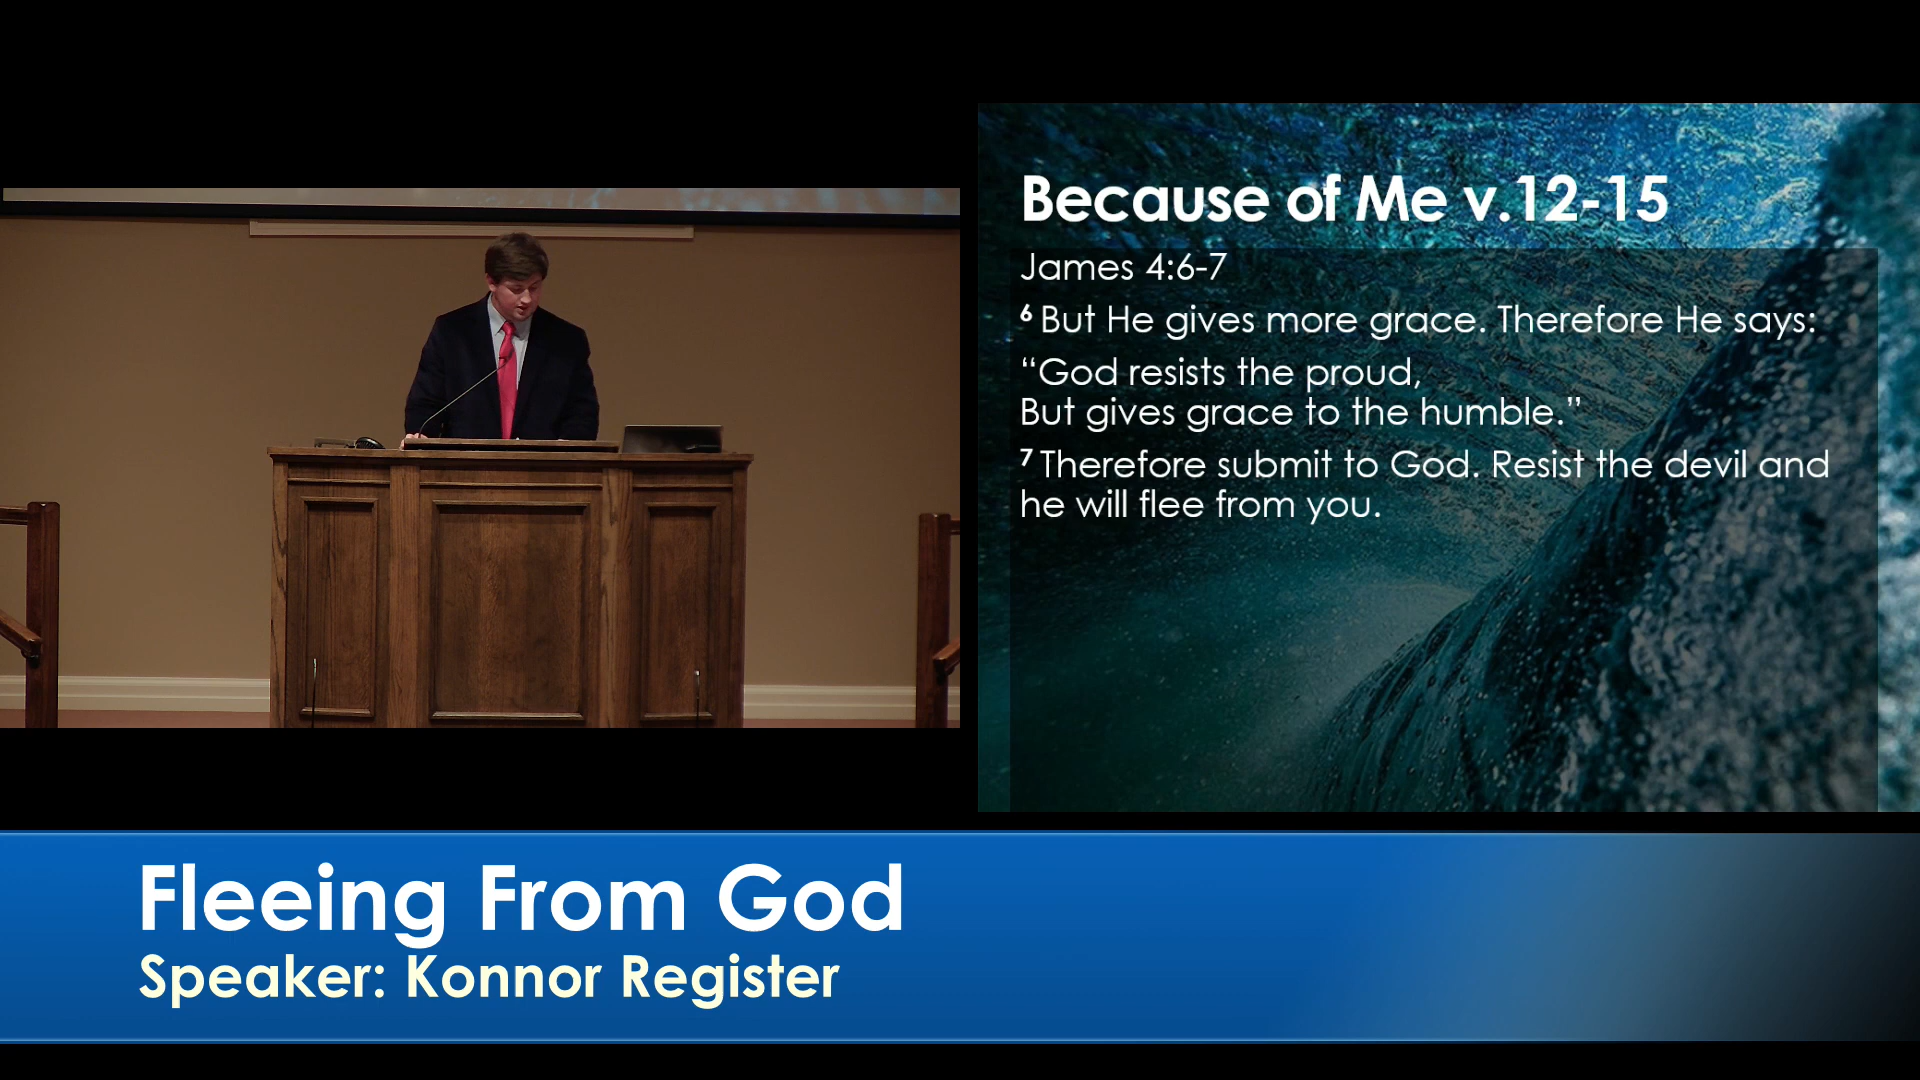 Because of Me v.12-15
James 4:6-7
6 But He gives more grace. Therefore He says:
“God resists the proud,
But gives grace to the humble.”
7 Therefore submit to God. Resist the devil and
he will flee from you.
Fleeing From God
Speaker: Konnor Register